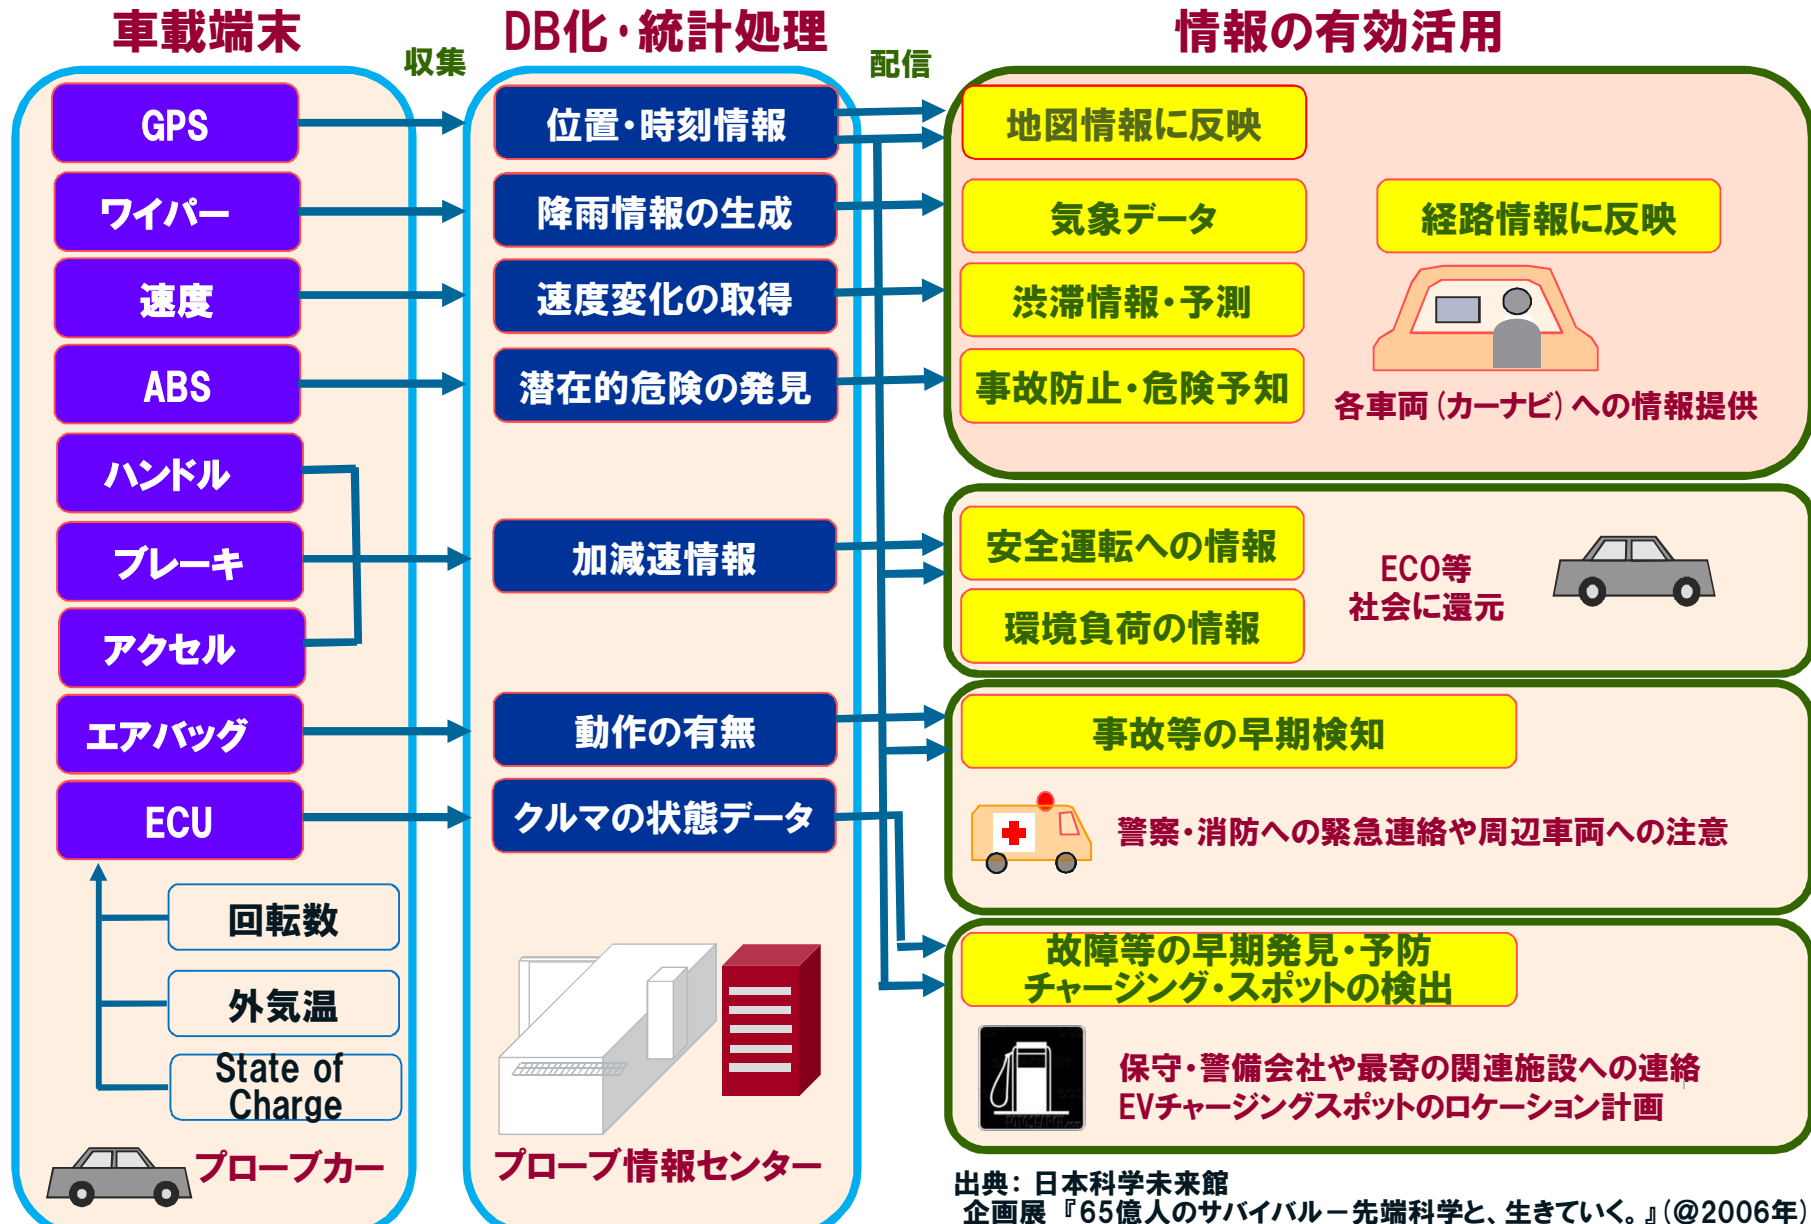 車載端末
DB化・統計処理
情報の有効活用
収集
配信
GPS
ワイパー
速度
ABS
ハンドル
ブレーキ
アクセル
エアバッグ
ECU
回転数
外気温
State of
Charge
プローブカー
位置・時刻情報
降雨情報の生成
速度変化の取得
潜在的危険の発見
加減速情報
動作の有無
クルマの状態データ
プローブ情報センター
地図情報に反映
気象データ
経路情報に反映
渋滞情報・予測
事故防止・危険予知
各車両(カーナビ)への情報提供
安全運転への情報
環境負荷の情報
ECO等
社会に還元
事故等の早期検知
警察・消防への緊急連絡や周辺車両への注意
故障等の早期発見・予防
チャージング・スポットの検出
保守・警備会社や最寄の関連施設への連絡
EVチャージングスポットのロケーション計画
出典：日本科学未来館
企画展『65億人のサバイバル－先端科学と、生きていく。』(@2006年)